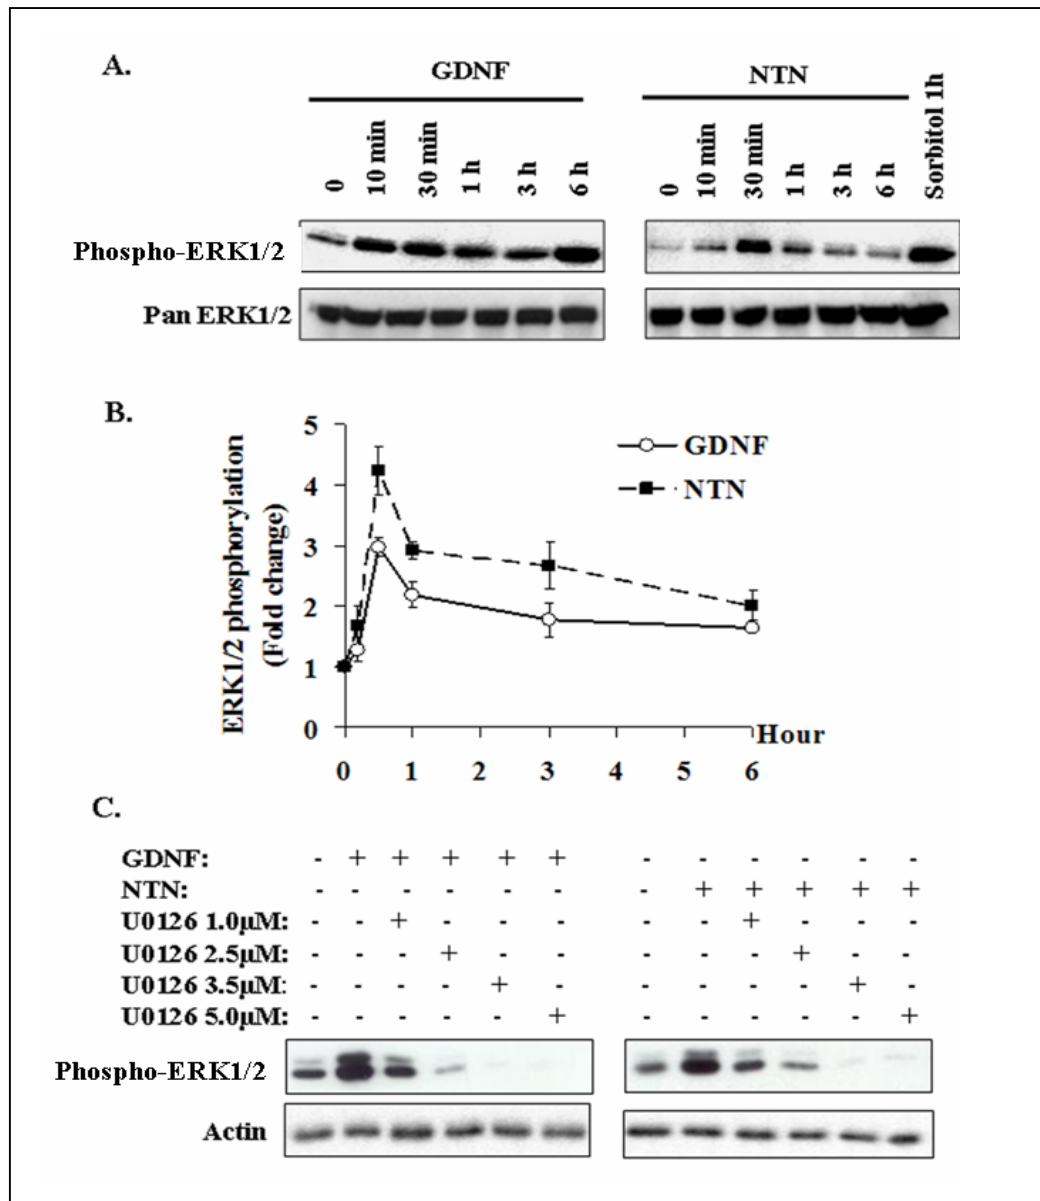 A.
GDNF
NTN
0 10 min 30 min 1 h 3 h 6 h
0 10 min 30 min 1 h 3 h 6 h Sorbitol 1h
Phospho-ERK1/2
Pan ERK1/2
B.
ERK1/2 phosphorylation
(Fold change)
5
4
3
2
1
0
GDNF
NTN
Hour
0 1 2 3 4 5 6
C.
GDNF: - + + + + + - - - - - -
NTN: - - - - - - - + + + + +
U0126 1.0µM: - - + - - - - - + - - -
U0126 2.5µM: - - - + - - - - - + - -
U0126 3.5µM: - - - - + - - - - - + -
U0126 5.0µM: - - - - - + - - - - - +
Phospho-ERK1/2
Actin